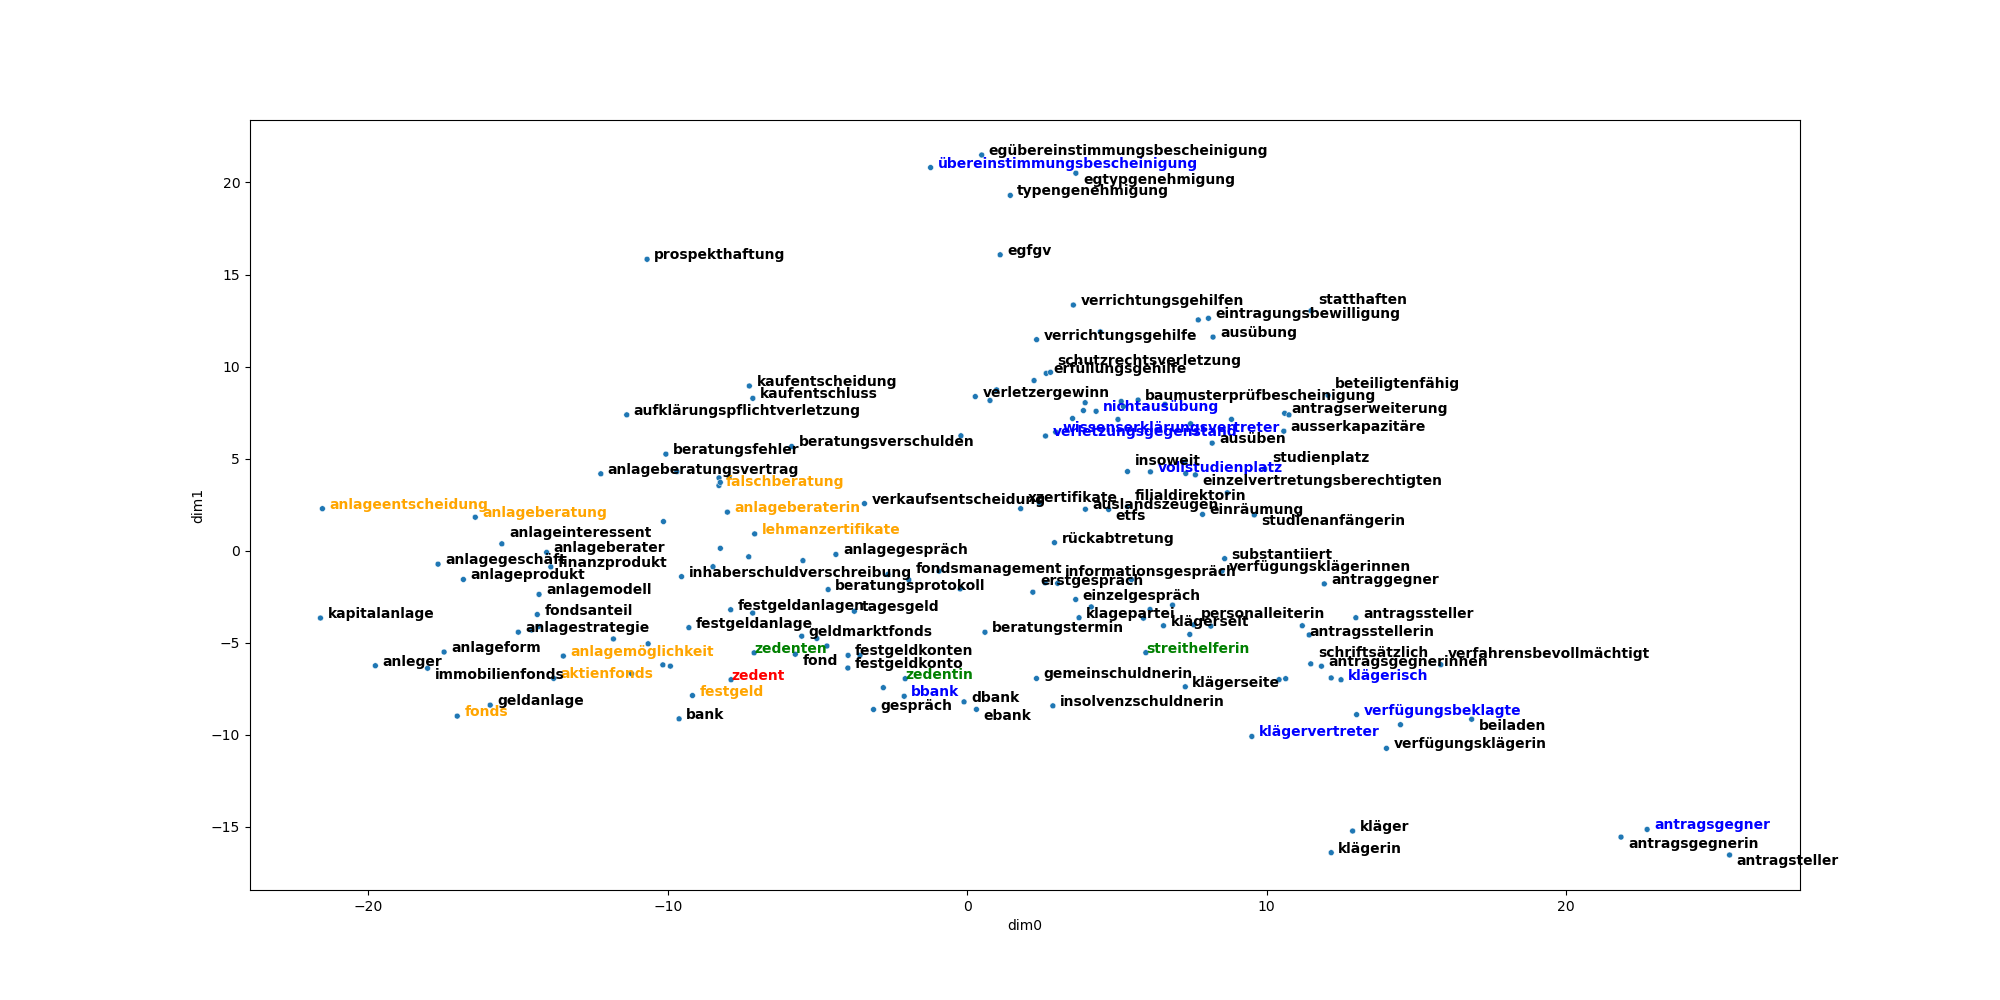 egübereinstimmungsbescheinigung
übereinstimmungsbescheinigung
egtypgenehmigung
typengenehmigung
egfgv
prospekthaftung
verrichtungsgehilfen
statthaften
eintragungsbewilligung
ausübung
verrichtungsgehilfe
schutzrechtsverletzung
erfüllungsgehilfe
kaufentscheidung
beteiligtenfähig
kaufentschluss
verletzergewinn
baumusterprüfbescheinigung
nichtausübung
antragserweiterung
aufklärungspflichtverletzung
ausserkapazitäre
wissenserklärungsvertreter
verletzungsgegenstand
ausüben
beratungsverschulden
beratungsfehler
studienplatz
insoweit
vollstudienplatz
anlageberatungsvertrag
falschberatung
einzelvertretungsberechtigten
filialdirektorin
verkaufsentscheidung
xzertifikate
anlageentscheidung
auslandszeugen
anlageberaterin
anlageberatung
einräumung
etfs
studienanfängerin
lehmanzertifikate
anlageinteressent
rückabtretung
anlageberater
anlagegespräch
substantiiert
anlagegeschäft
finanzprodukt
fondsmanagement
verfügungsklägerinnen
inhaberschuldverschreibung
informationsgespräch
anlageprodukt
erstgespräch
antraggegner
beratungsprotokoll
anlagemodell
einzelgespräch
festgeldanlagen
tagesgeld
fondsanteil
kapitalanlage
klagepartei
personalleiterin
antragssteller
klägerseit
festgeldanlage
anlagestrategie
beratungstermin
geldmarktfonds
antragsstellerin
anlageform
zedenten
streithelferin
anlagemöglichkeit
festgeldkonten
schriftsätzlich
verfahrensbevollmächtigt
fond
anleger
festgeldkonto
antragsgegnerinnen
immobilienfonds
aktienfonds
zedent
zedentin
gemeinschuldnerin
klägerisch
klägerseite
festgeld
bbank
dbank
geldanlage
gespräch
insolvenzschuldnerin
fonds
bank
ebank
verfügungsbeklagte
beiladen
klägervertreter
verfügungsklägerin
kläger
antragsgegner
klägerin
antragsgegnerin
antragsteller
20
15
10
5
0
−5
−10
−15
dim1
−20 −10 0 10 20
dim0